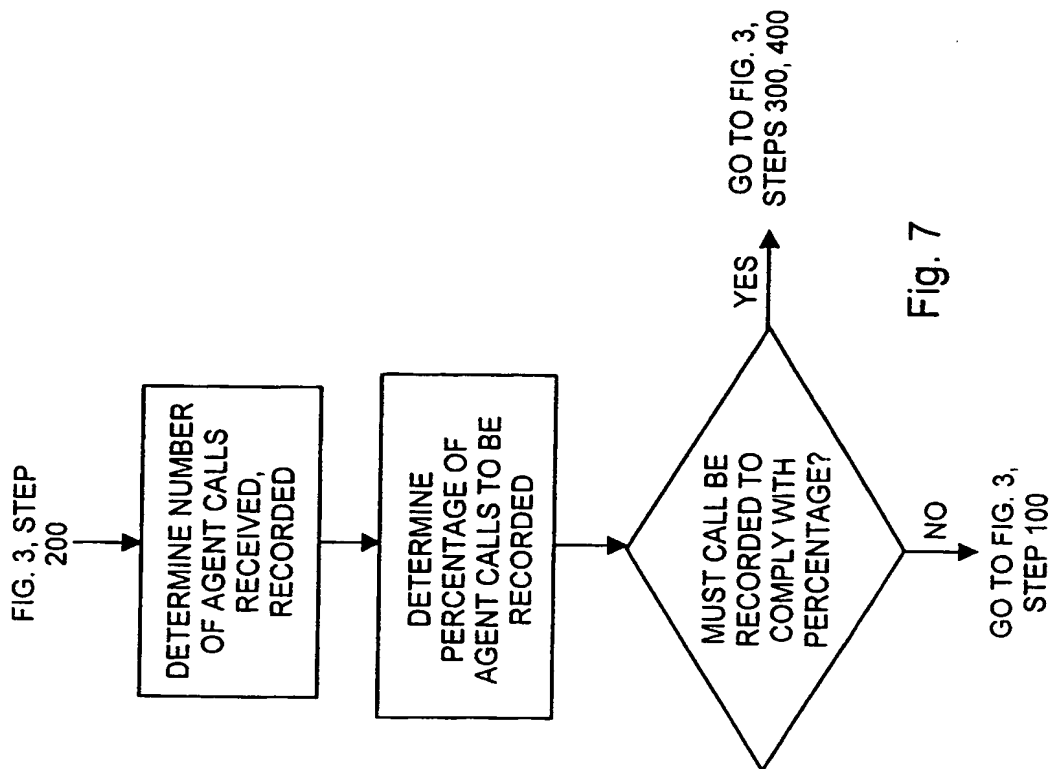 FIG. 3, STEP
200
DETERMINE NUMBER
OF AGENT CALLS
RECEIVED,
RECORDED
DETERMINE
PERCENTAGE OF
AGENT CALLS TO BE
RECORDED
MUST CALL BE
RECORDED TO
COMPLY WITH
PERCENTAGE?
YES
GO TO FIG. 3,
STEPS 300, 400
NO
GO TO FIG. 3,
STEP 100
Fig. 7